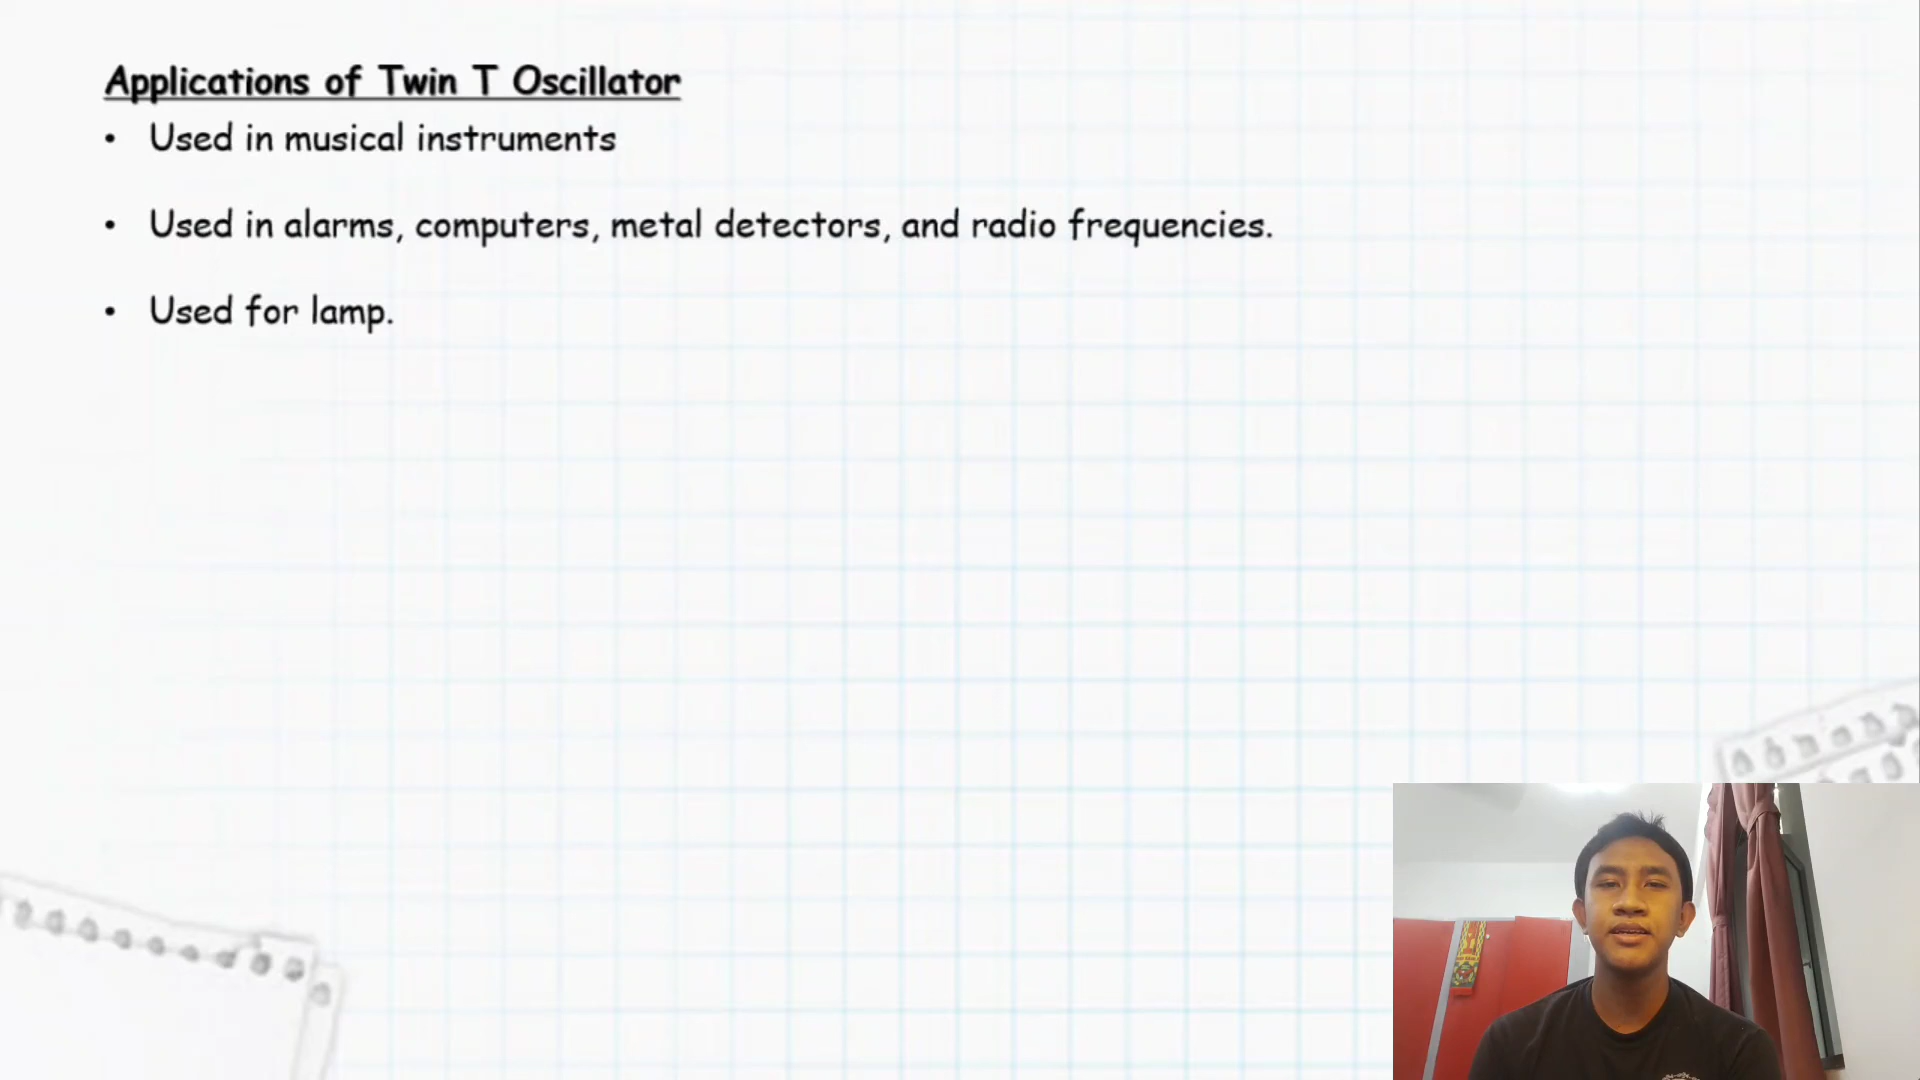 Applications of Twin T Oscillator
• Used in musical instruments
• Used in alarms, computers, metal detectors, and radio frequencies.
• Used for lamp.